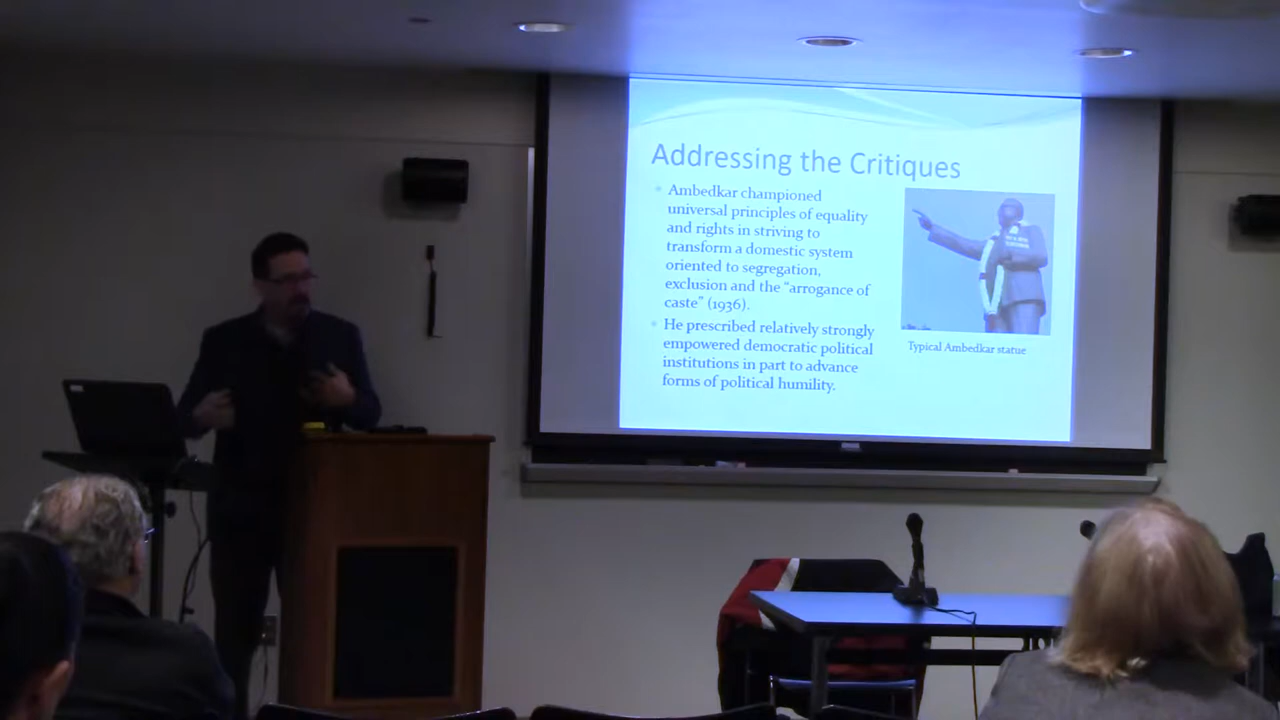 Addressing the Critiques
Ambedkar championed
universal principles of equality
and rights in striving to
transform a domestic system
oriented to segregation,
exclusion and the “arrogance of
caste” (1936).
He prescribed relatively strongly
empowered democratic political
institutions in part to advance
forms of political humility.
Typical Ambedkar statue